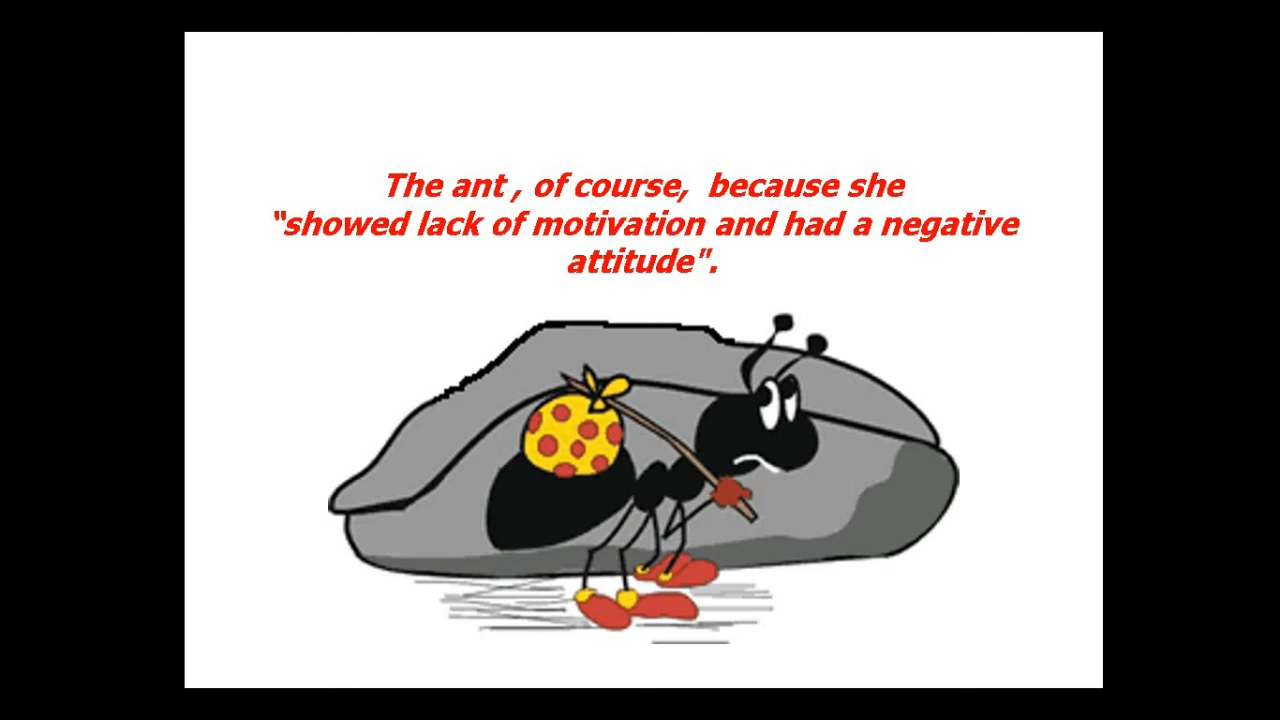 The ant , of course,  because she
“showed lack of motivation and had a negative
attitude".